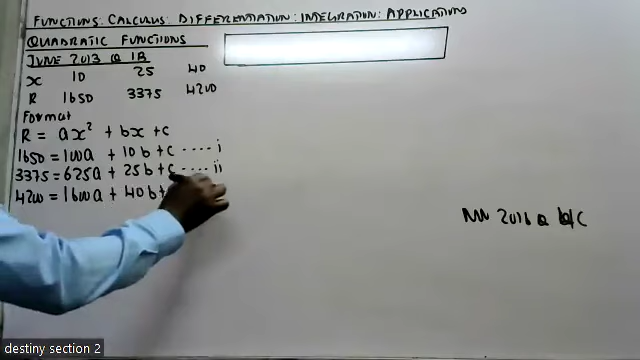 FUNCTIONS: CALCULUS: DIFFERENTIATION: INTEGRATION: APPLICATIONS
QUADRATIC FUNCTIONS
JUNE 2013 Q 1B
x 10 25 40
R 1650 3375 4200
Format
R = ax² + bx + c
1650 = 100a + 10b + c ..... i
3375 = 625a + 25b + c ..... ii
4200 = 1600a + 40b +
2016 Q
destiny section 2